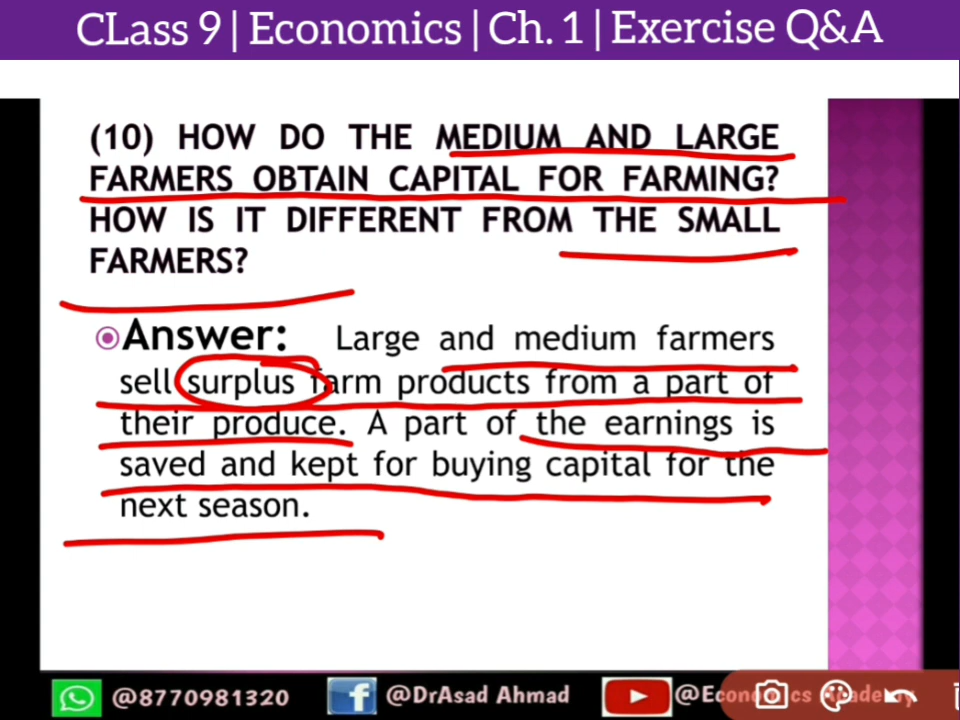 CLass 9 | Economics | Ch. 1 | Exercise Q&A
(10) HOW DO THE MEDIUM AND LARGE
FARMERS OBTAIN CAPITAL FOR FARMING?
HOW IS IT DIFFERENT FROM THE SMALL
FARMERS?
Answer: Large and medium farmers
sell surplus farm products from a part of
their produce. A part of the earnings is
saved and kept for buying capital for the
next season.
@8770981320 @DrAsad Ahmad @Economics Academy